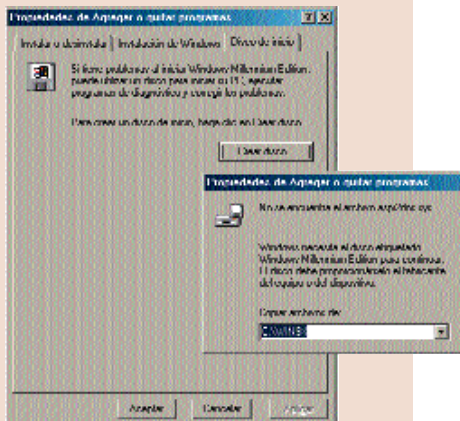 Propiedades de Agregar o quitar programas
Instalar o desinstalar
Instalación de Windows
Disco de inicio
Si tiene problemas al iniciar Windows Millennium Edition,
puede utilizar un disco para iniciar su PC, ejecutar
programas de diagnóstico y corregir los problemas.
Para crear un disco de inicio, haga clic en Crear disco.
Crear disco
Propiedades de Agregar o quitar programas
No se encuentra el archivo
Windows necesita el disco etiquetado
Windows Millennium Edition para continuar.
El disco debe proporcionárselo el fabricante
del equipo o del dispositivo.
Copiar archivos de:
Aceptar
Cancelar
Aplicar